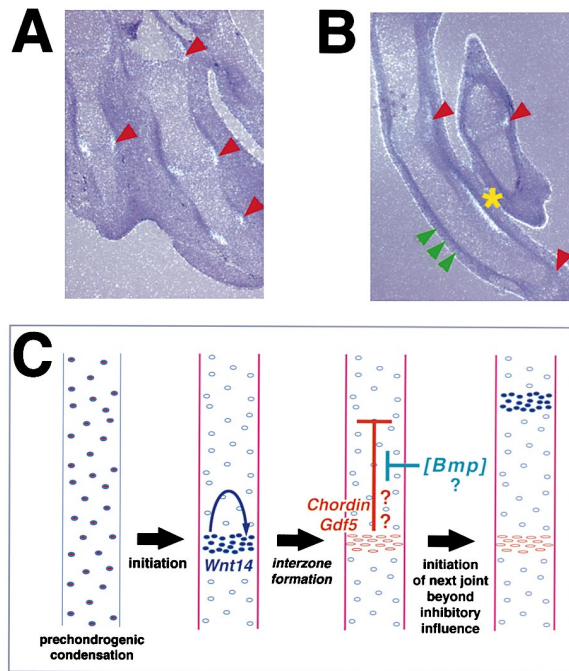 A
B
C
Wnt14
Chordin
Gdf5
?
?
[Bmp]
?
prechondrogenic
condensation
initiation
interzone
formation
initiation
of next joint
beyond
inhibitory
influence